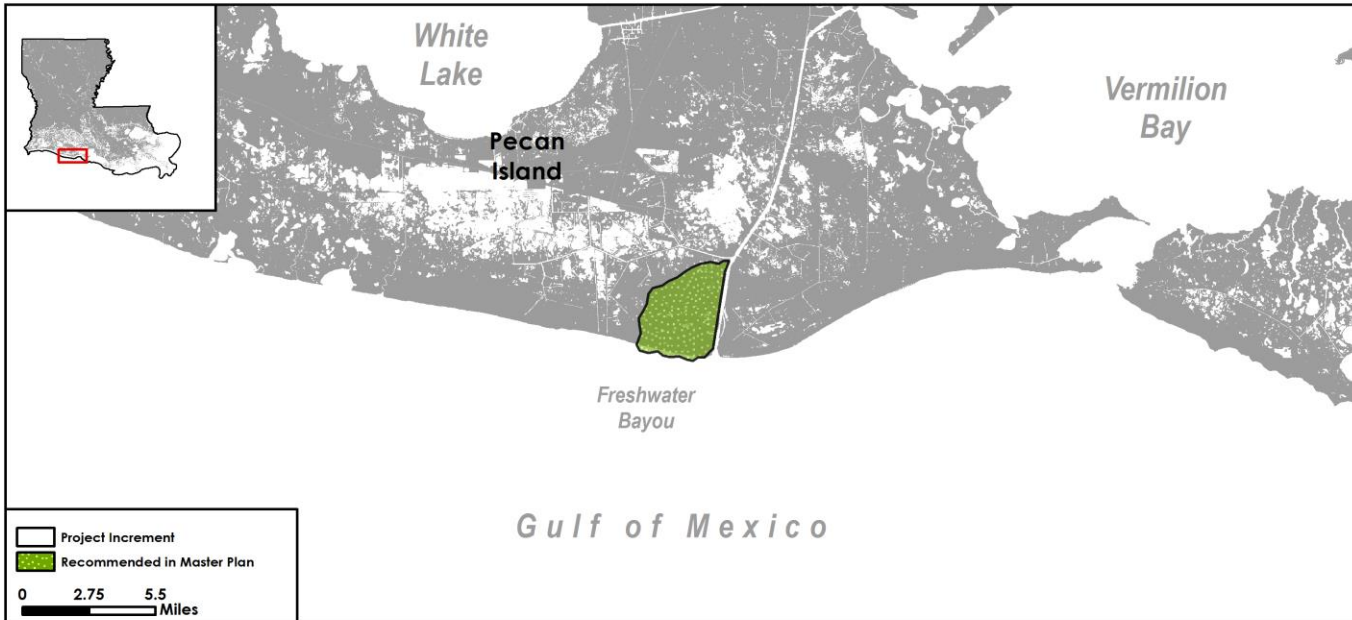 White
Lake
Vermilion
Bay
Pecan
Island
Freshwater
Bayou
Gulf of Mexico
Project Increment
Recommended in Master Plan
0 2.75 5.5
Miles